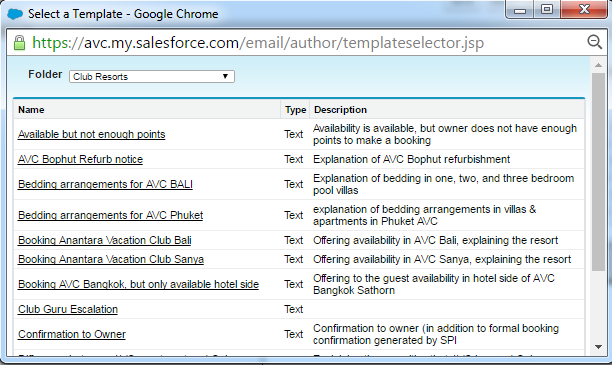 Select a Template - Google Chrome
https://avc.my.salesforce.com/email/author/templateselector.jsp
Folder Club Resorts
Name Type Description
Available but not enough points Text Availability is available, but owner does not have enough
points to make a booking
AVC Bophut Refurb notice Text Explanation of AVC Bophut refurbishment
Bedding arrangements for AVC BALI Text Explanation of bedding in one, two, and three bedroom
pool villas
Bedding arrangements for AVC Phuket Text explanation of bedding arrangements in villas &
apartments in Phuket AVC
Booking Anantara Vacation Club Bali Text Offering availability in AVC Bali, explaining the resort
Booking Anantara Vacation Club Sanya Text Offering availability in AVC Sanya, explaining the resort
Booking AVC Bangkok, but only available hotel side Text Offering to the guest availability in hotel side of AVC
Bangkok Sathorn
Club Guru Escalation Text
Confirmation to Owner Text Confirmation to owner (in addition to formal booking
confirmation generated by SPI